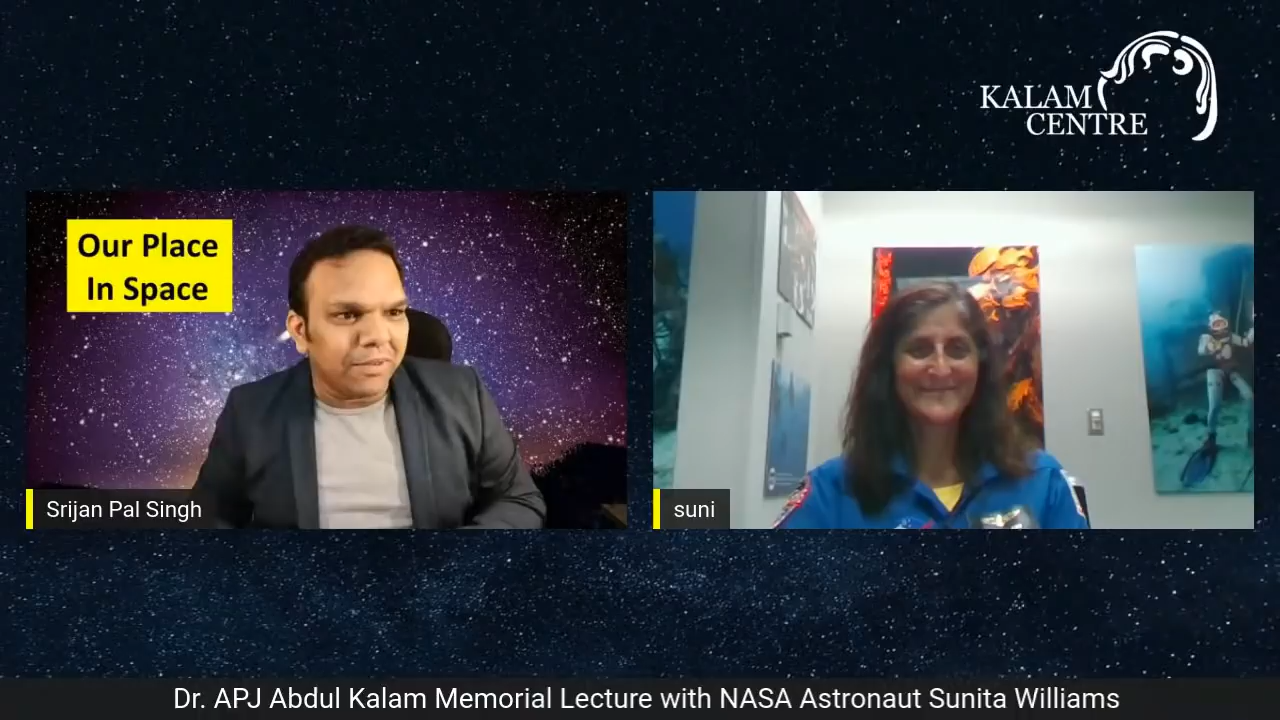 KALAM
CENTRE
Our Place
In Space
Srijan Pal Singh
suni
Dr. APJ Abdul Kalam Memorial Lecture with NASA Astronaut Sunita Williams